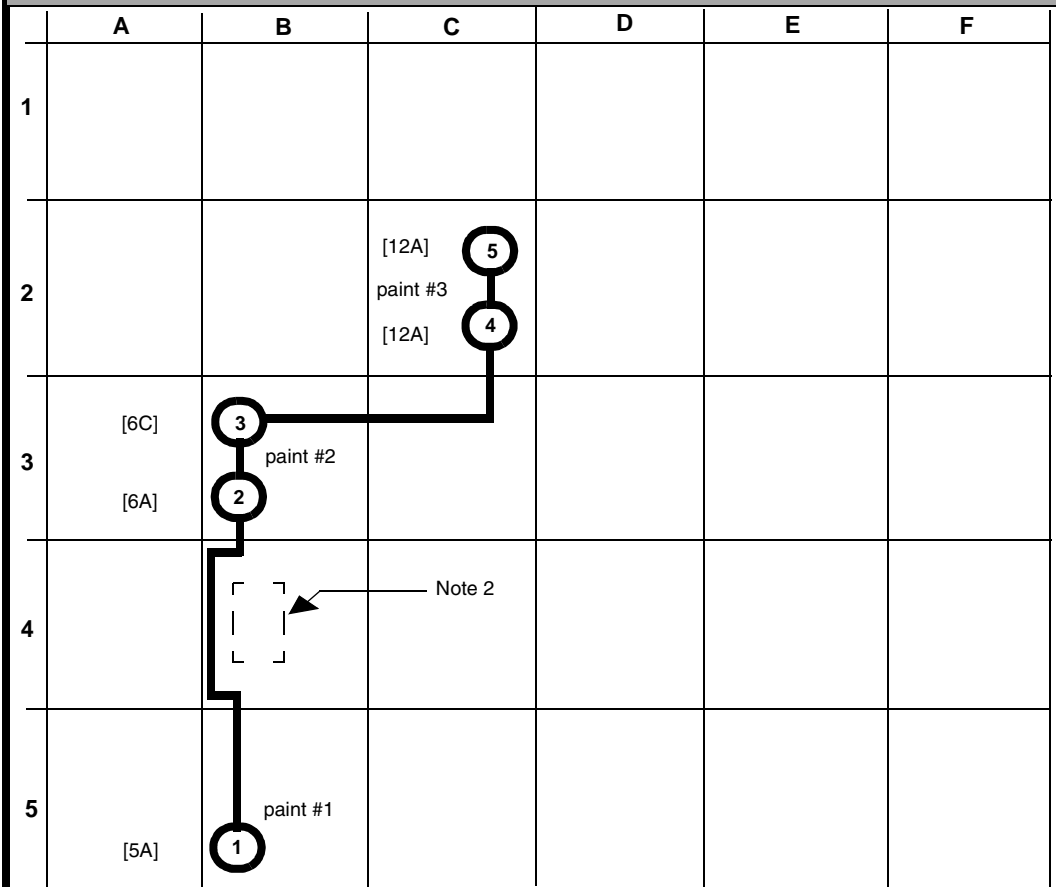 A B C D E F
1
[12A] 5
2 paint #3
[12A] 4
[6C] 3
3 paint #2
[6A] 2
Note 2
4
5 paint #1
[5A] 1